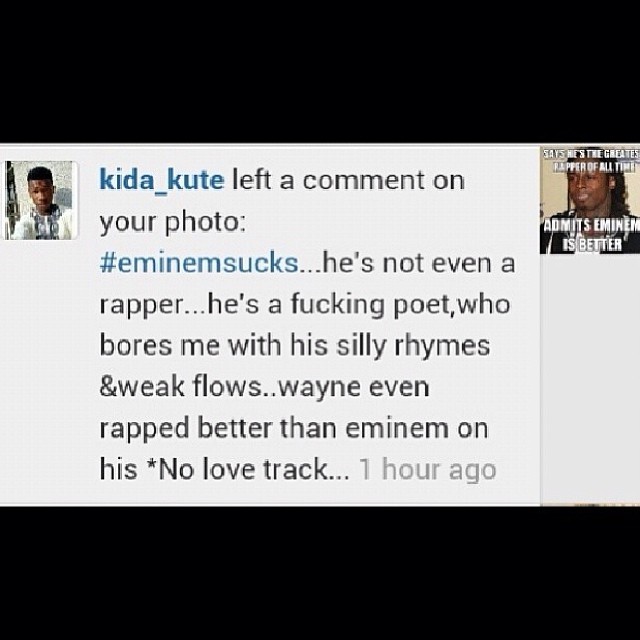 kida_kute left a comment on
your photo:
#eminemsucks...he's not even a
rapper...he's a fucking poet,who
bores me with his silly rhymes
&weak flows..wayne even
rapped better than eminem on
his *No love track... 1 hour ago
SAYS HE'S THE GREATES
RAPPER OF ALL TIME
ADMITS EMINEM
IS BETTER